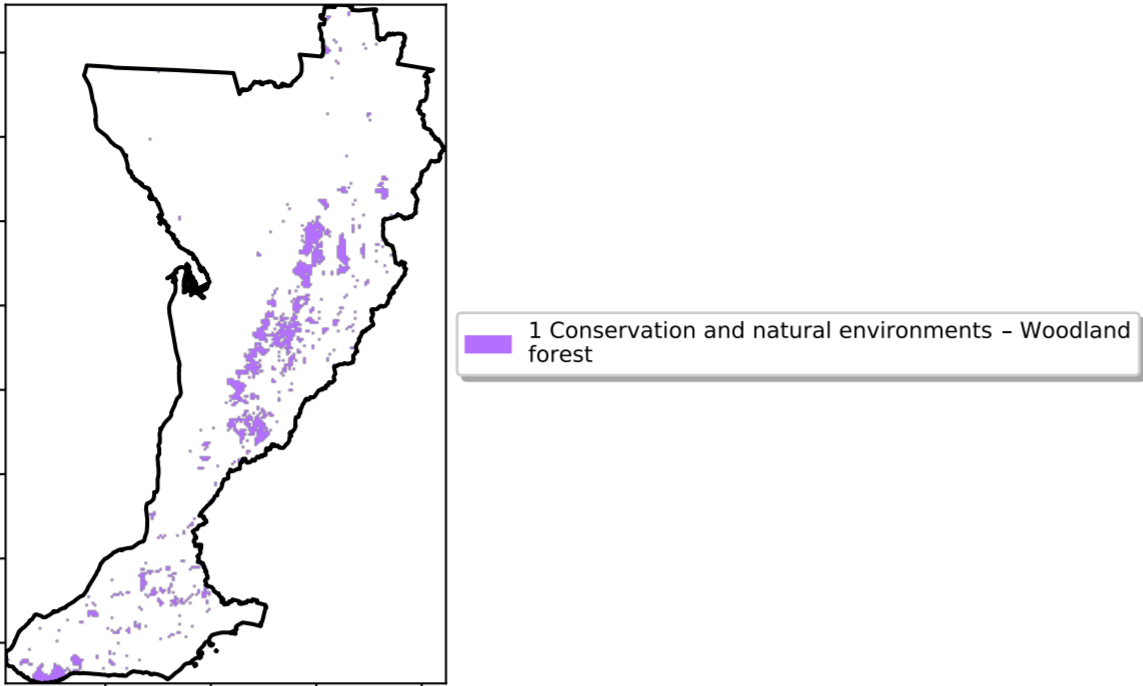 1 Conservation and natural environments – Woodland
forest